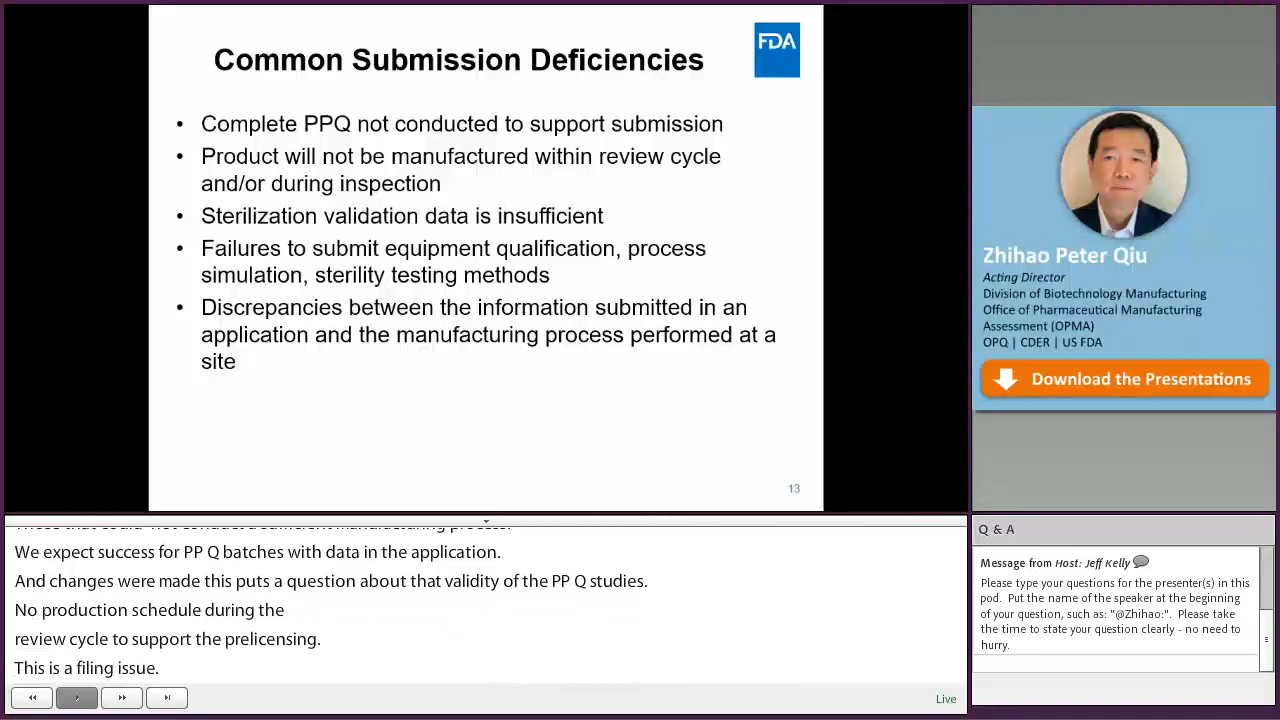 Common Submission Deficiencies
FDA
• Complete PPQ not conducted to support submission
• Product will not be manufactured within review cycle
and/or during inspection
• Sterilization validation data is insufficient
• Failures to submit equipment qualification, process
simulation, sterility testing methods
• Discrepancies between the information submitted in an
application and the manufacturing process performed at a
site
13
Zhihao Peter Qiu
Acting Director
Division of Biotechnology Manufacturing
Office of Pharmaceutical Manufacturing
Assessment (OPMA)
OPQ | CDER | US FDA
Download the Presentations
We expect success for PP Q batches with data in the application.
And changes were made this puts a question about that validity of the PP Q studies.
No production schedule during the
review cycle to support the prelicensing.
This is a filing issue.
Live
Q & A
Message from Host: Jeff Kelly
Please type your questions for the presenter(s) in this
pod. Put the name of the speaker at the beginning
of your question, such as: "@Zhihao:". Please take
the time to state your question clearly - no need to
hurry.